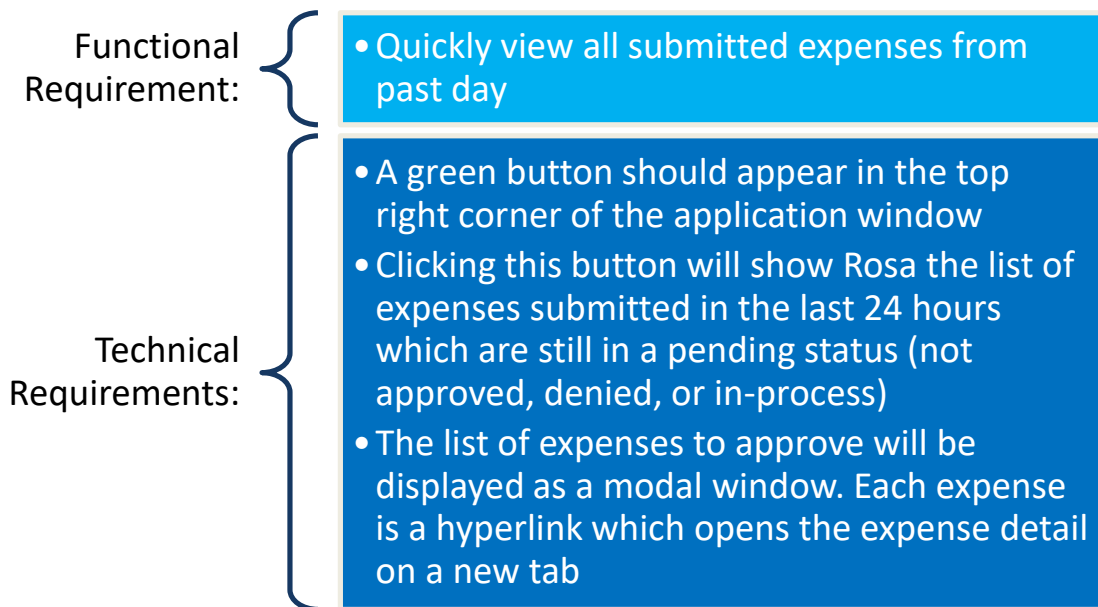 Functional
Requirement:
• Quickly view all submitted expenses from
past day
Technical
Requirements:
• A green button should appear in the top
right corner of the application window
• Clicking this button will show Rosa the list of
expenses submitted in the last 24 hours
which are still in a pending status (not
approved, denied, or in-process)
• The list of expenses to approve will be
displayed as a modal window. Each expense
is a hyperlink which opens the expense detail
on a new tab